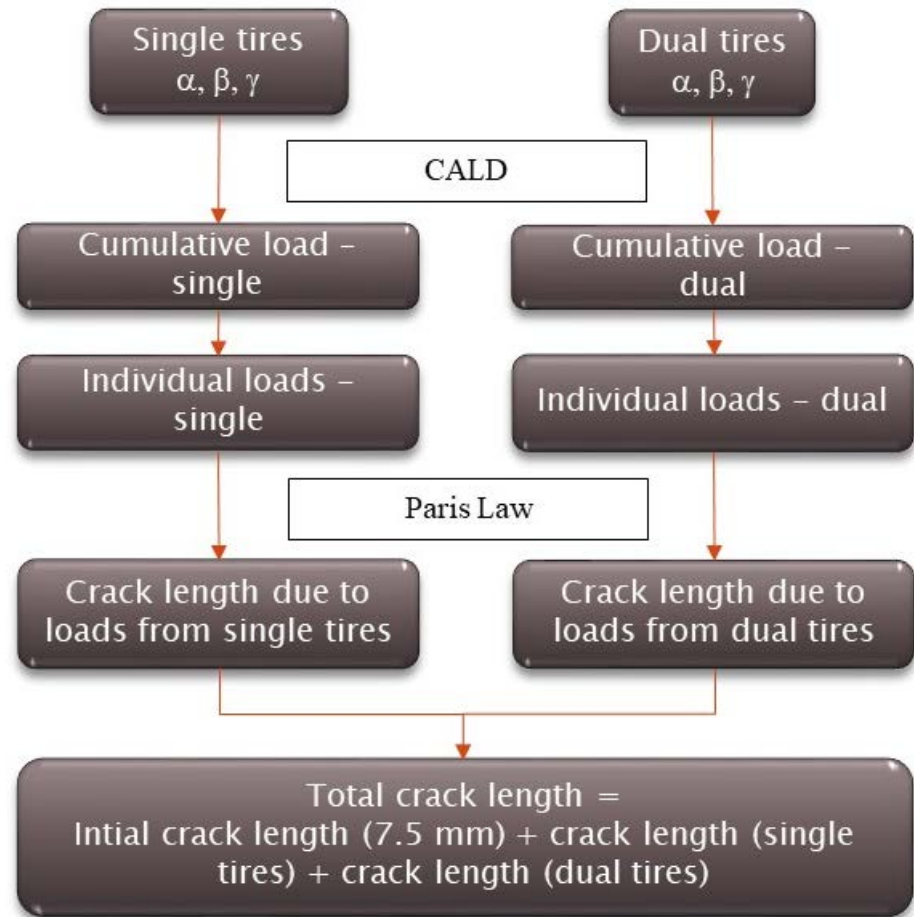 Single tires
α, β, γ
Dual tires
α, β, γ
CALD
Cumulative load –
single
Cumulative load –
dual
Individual loads –
single
Individual loads – dual
Paris Law
Crack length due to
loads from single tires
Crack length due to
loads from dual tires
Total crack length =
Intial crack length (7.5 mm) + crack length (single
tires) + crack length (dual tires)